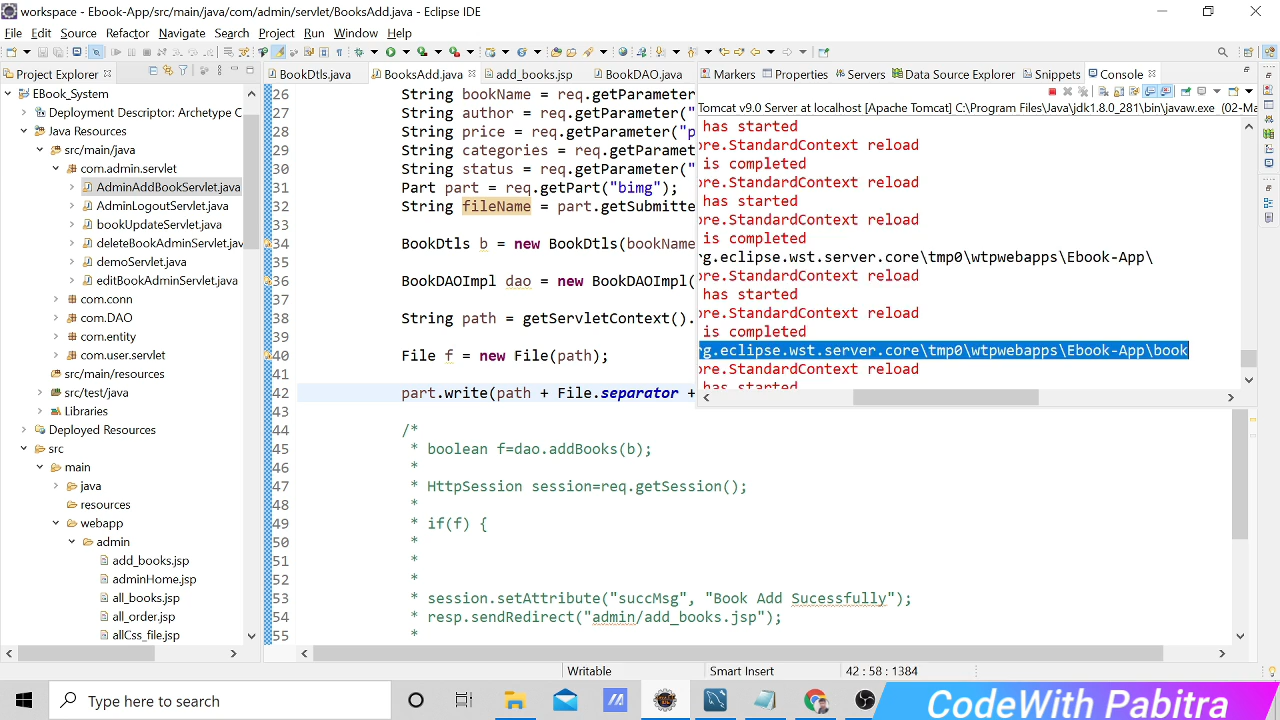 workspace - Ebook-App/src/main/java/com/admin/servlet/BooksAdd.java - Eclipse IDE
File Edit Source Refactor Navigate Search Project Run Window Help
Project Explorer
BookDtls.java BooksAdd.java add_books.jsp BookDAO.java
Markers Properties Servers Data Source Explorer Snippets Console
EBook_System
Deployment Descriptor: Archetype C
Java Resources
src/main/java
com.admin.servlet
AdminAddBookServlet.java
AdminLogoutServlet.java
bookUpdateServlet.java
deleteBookAdminServlet.jav
demoServlet.java
editBookAdminServlet.java
com.conn
com.DAO
com.entity
com.user.servlet
src/main/resources
src/test/java
Libraries
Deployed Resources
src
main
java
resources
webapp
admin
add_books.jsp
adminHome.jsp
all_books.jsp
all_order.jsp
allCss_file.jsp
26 String bookName = req.getParameter
27 String author = req.getParameter("
28 String price = req.getParameter("p
29 String categories = req.getParamet
30 String status = req.getParameter("
31 Part part = req.getPart("bimg");
32 String fileName = part.getSubmitte
33
34 BookDtls b = new BookDtls(bookName
35
36 BookDAOImpl dao = new BookDAOImpl(
37
38 String path = getServletContext().
39
40 File f = new File(path);
41
42 part.write(path + File.separator +
43
44 /*
45 * boolean f=dao.addBooks(b);
46 *
47 * HttpSession session=req.getSession();
48 *
49 * if(f) {
50 *
51 *
52 *
53 * session.setAttribute("succMsg", "Book Add Sucessfully");
54 * resp.sendRedirect("admin/add_books.jsp");
55 *
Tomcat v9.0 Server at localhost [Apache Tomcat] C:\Program Files\Java\jdk1.8.0_281\bin\javaw.exe (02-Ma
has started
ore.StandardContext reload
is completed
ore.StandardContext reload
has started
ore.StandardContext reload
is completed
rg.eclipse.wst.server.core\tmp0\wtpwebapps\Ebook-App\
ore.StandardContext reload
has started
ore.StandardContext reload
is completed
rg.eclipse.wst.server.core\tmp0\wtpwebapps\Ebook-App\book
ore.StandardContext reload
has started
Writable Smart Insert 42 : 58 : 1384
Type here to search
CodeWith Pabitra